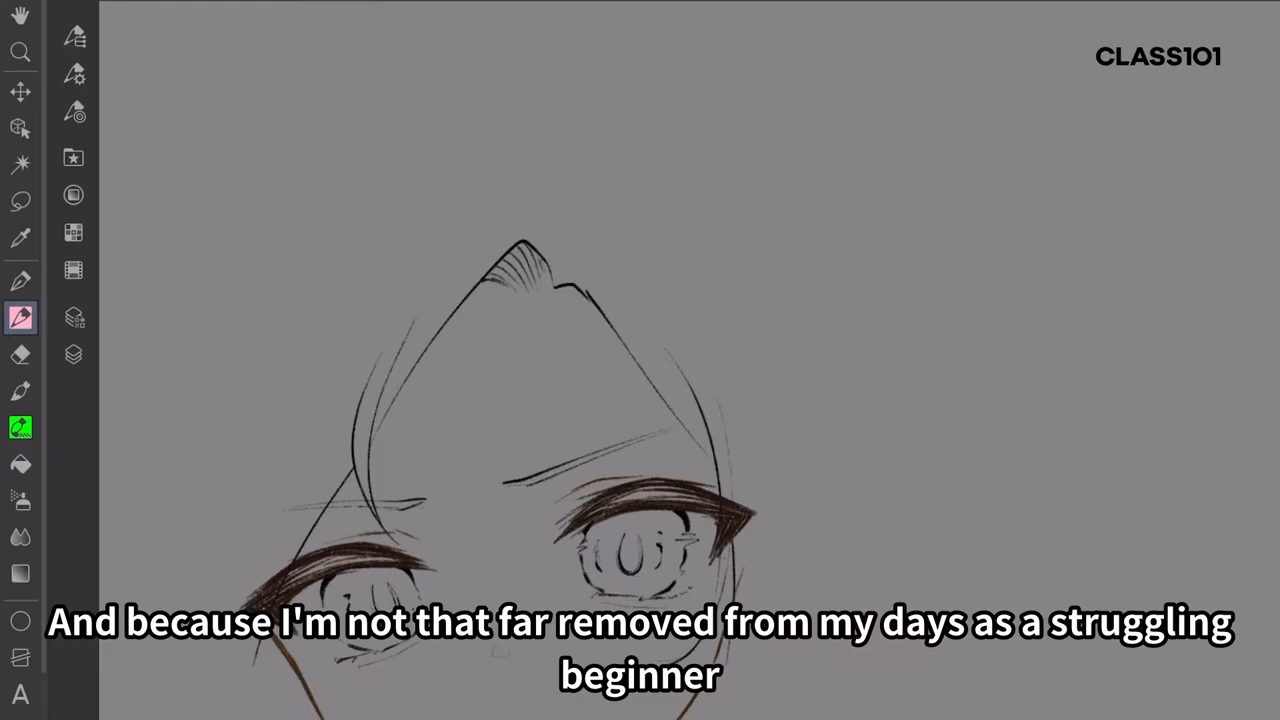 CLASS101
And because I'm not that far removed from my days as a struggling
beginner